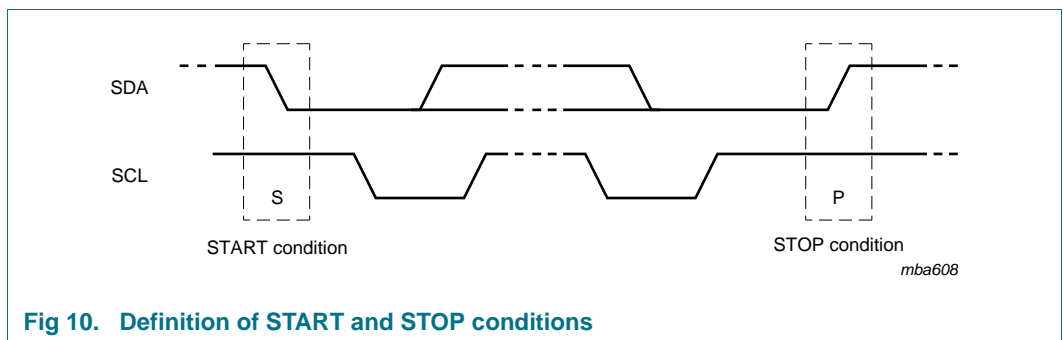 SDA
SCL
S
P
START condition
STOP condition
mba608
Fig 10. Definition of START and STOP conditions